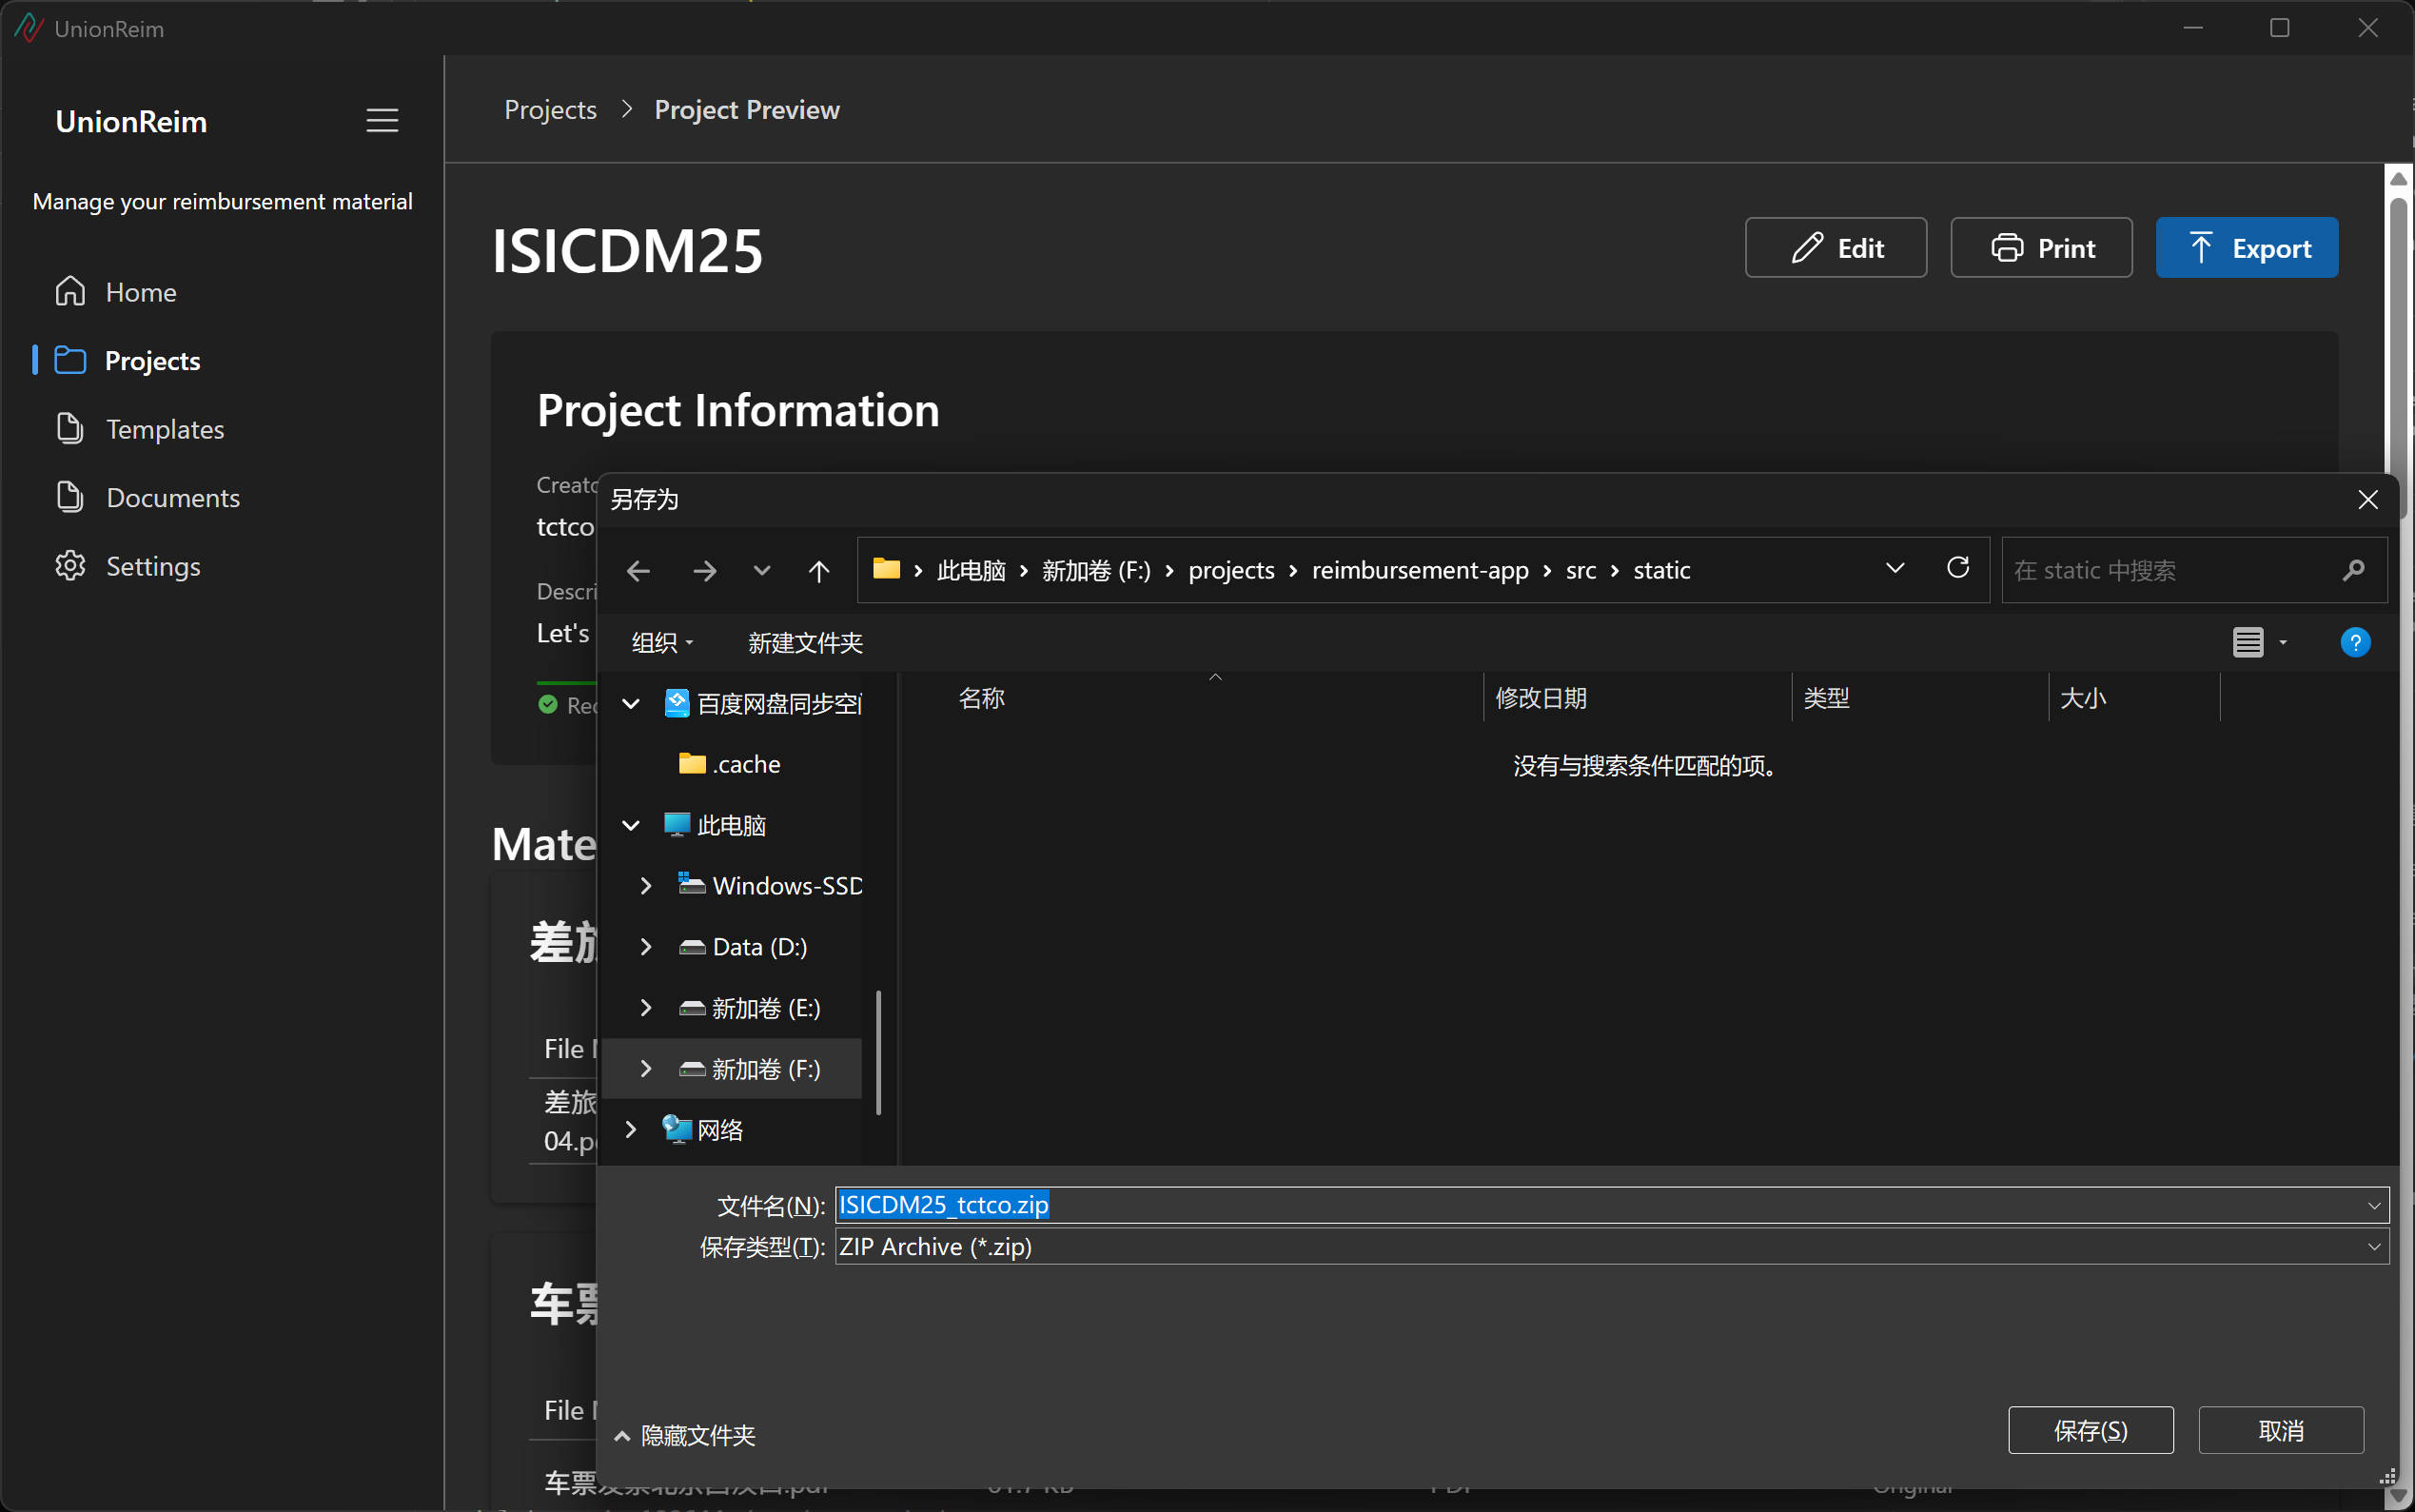 UnionReim
UnionReim
Manage your reimbursement material
Home
Projects
Templates
Documents
Settings
Projects > Project Preview
ISICDM25
Edit
Print
Export
Project Information
tctco
Let's
另存为
此电脑 › 新加卷 (F:) › projects › reimbursement-app › src › static
在 static 中搜索
组织
新建文件夹
百度网盘同步空
.cache
此电脑
Windows-SSD
Data (D:)
新加卷 (E:)
新加卷 (F:)
网络
名称
修改日期
类型
大小
没有与搜索条件匹配的项。
Mate
差旅
File
差旅
04.p
文件名(N): ISICDM25_tctco.zip
保存类型(T): ZIP Archive (*.zip)
车票
File
隐藏文件夹
保存(S)
取消
车票